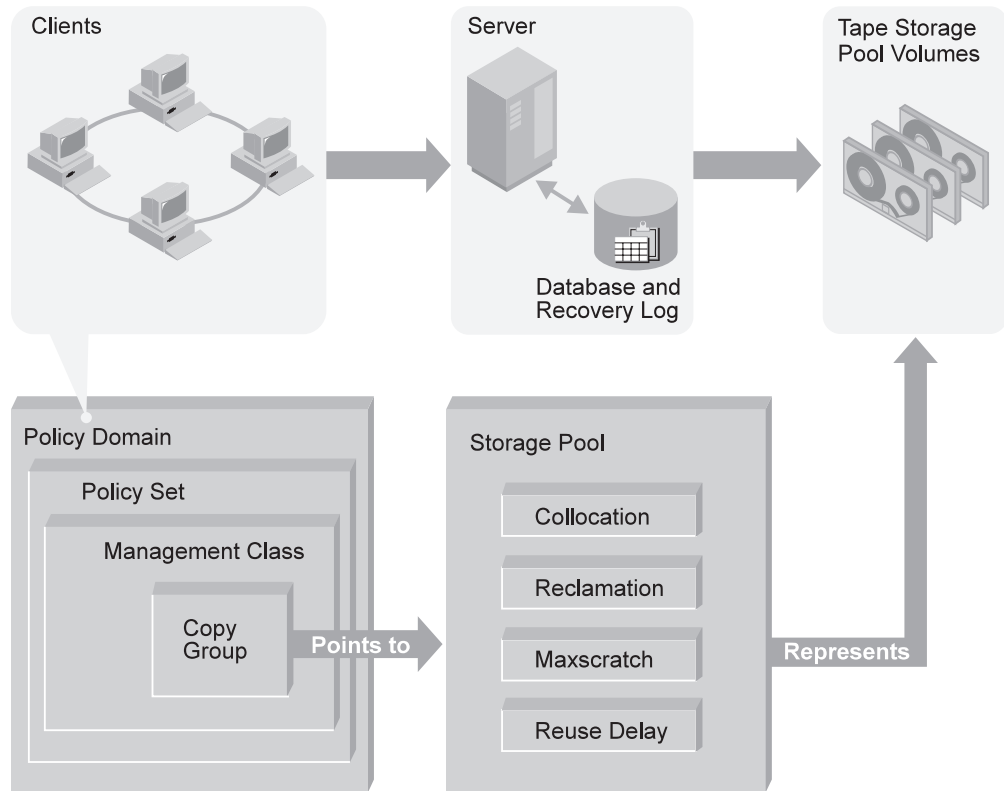 Clients
Server
Tape Storage
Pool Volumes
Database and
Recovery Log
Policy Domain
Policy Set
Management Class
Copy
Group
Points to
Storage Pool
Collocation
Reclamation
Maxscratch
Reuse Delay
Represents